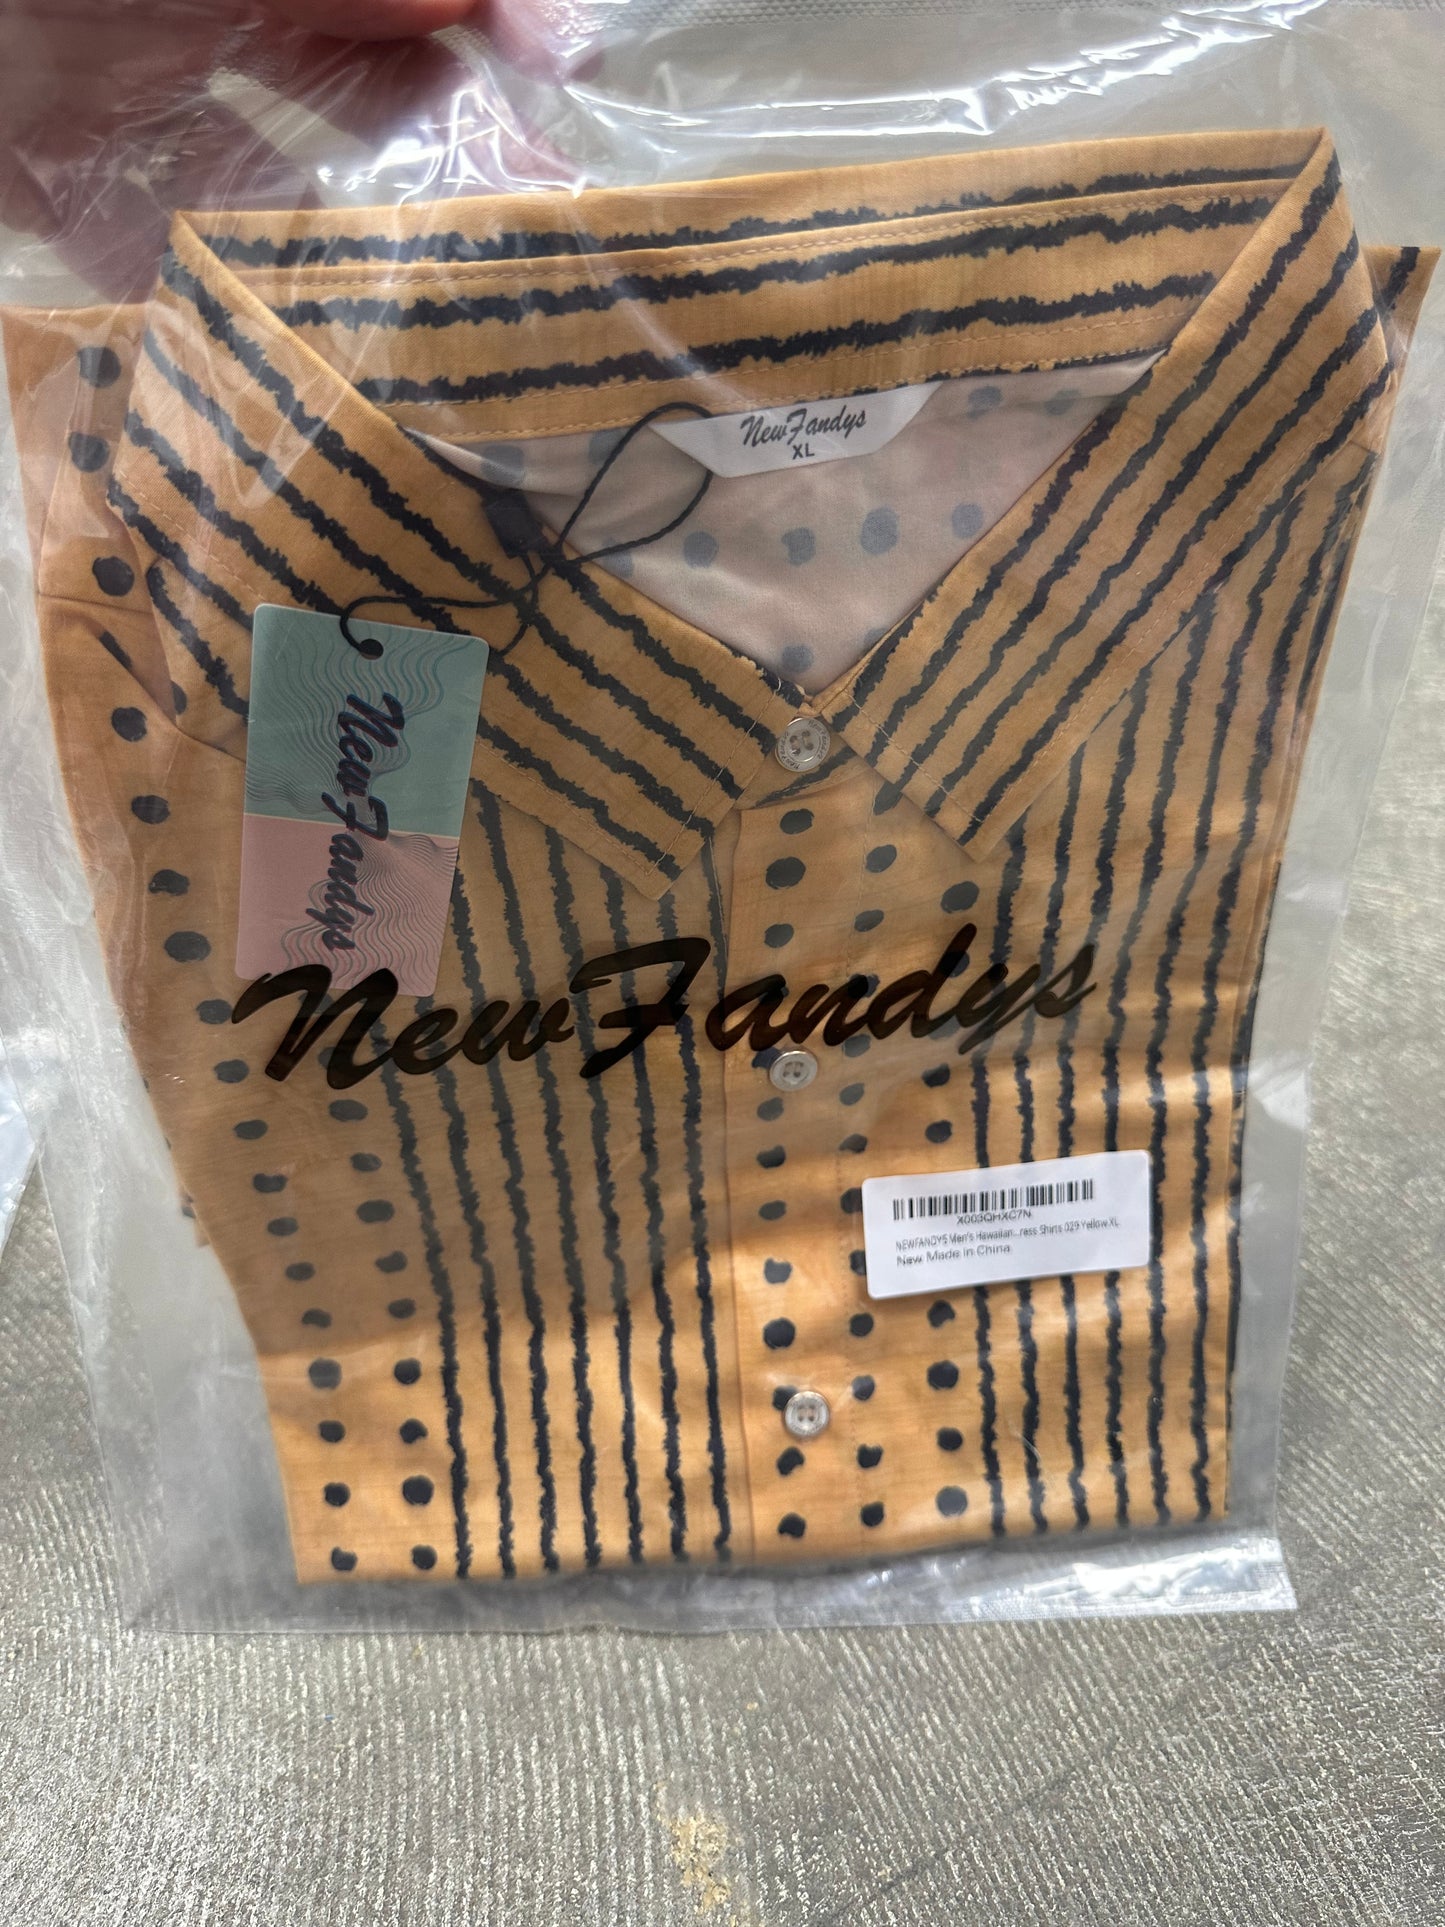 NewFandys
XL
NewFandys
NewFandys
X003QHXC7N
NEWFANDYS Men's Hawaiian...ress Shirts 029 Yellow XL
New Made in China